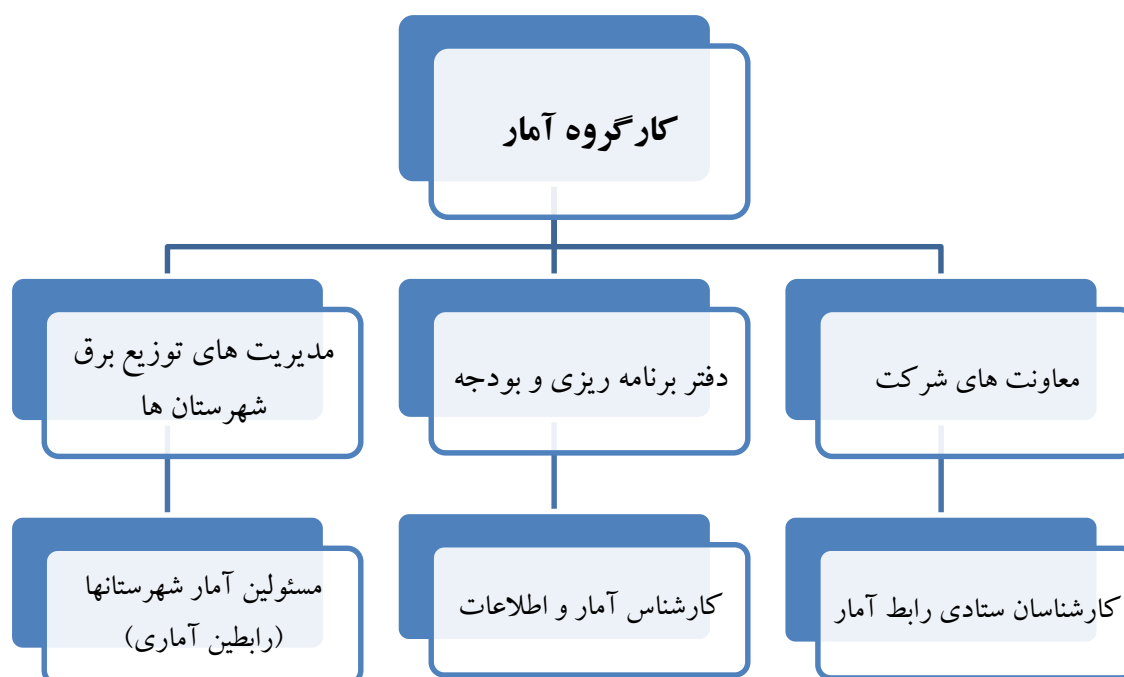 کارگروه آمار
معاونت های شرکت
دفتر برنامه ریزی و بودجه
مدیریت های توزیع برق
شهرستان ها
کارشناسان ستادی رابط آمار
کارشناس آمار و اطلاعات
مسئولین آمار شهرستانها
(رابطین آماری)